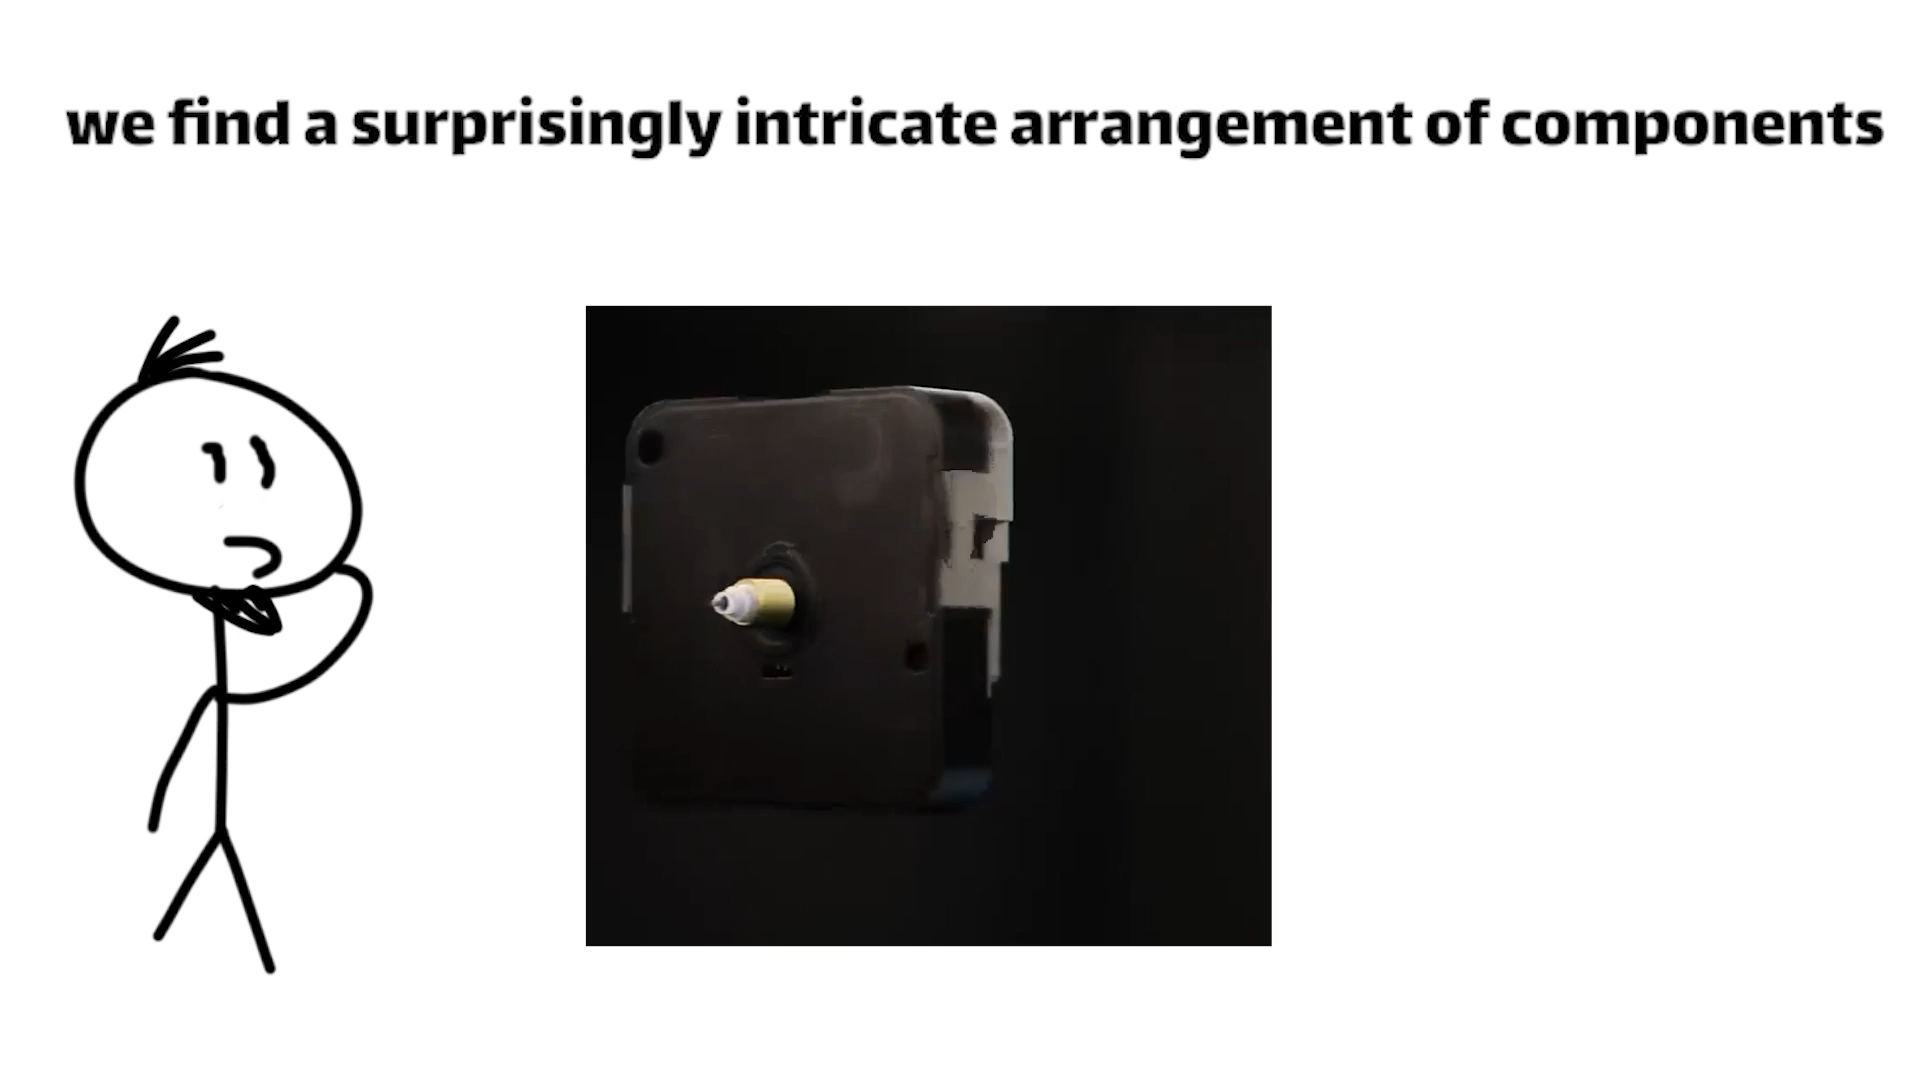 we find a surprisingly intricate arrangement of components